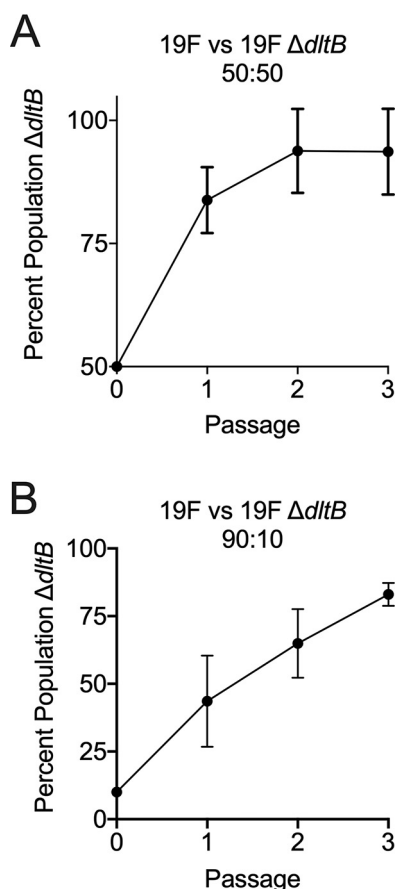 A
19F vs 19F ΔdltB
50:50
Percent Population ΔdltB
100
75
50
0 1 2 3
Passage
B
19F vs 19F ΔdltB
90:10
Percent Population ΔdltB
100
75
50
25
0
0 1 2 3
Passage